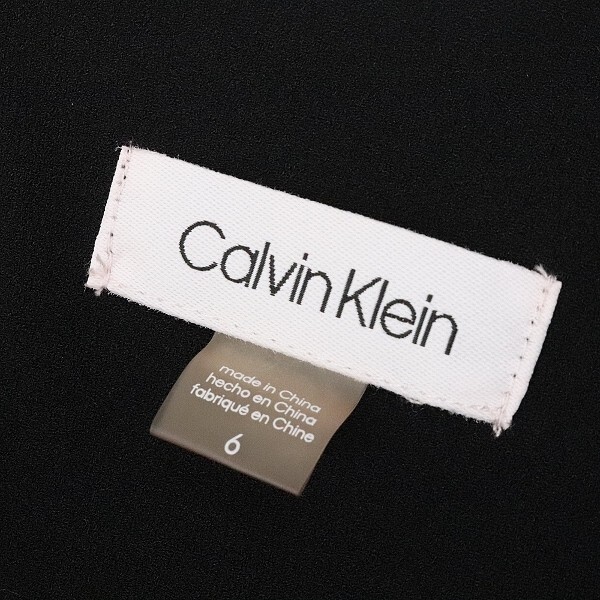 Calvin Klein
made in China
hecho en China
fabriqué en Chine
6